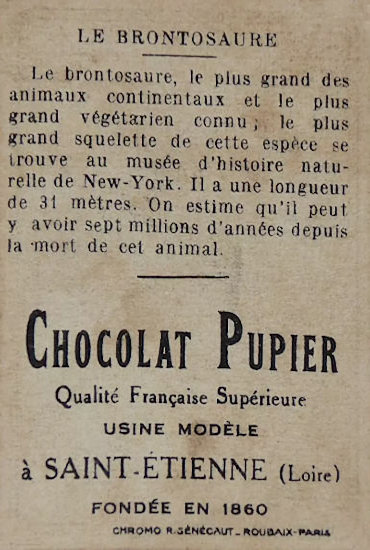 LE BRONTOSAURE
Le brontosaure, le plus grand des
animaux continentaux et le plus
grand végétarien connu; le plus
grand squelette de cette espèce se
trouve au musée d'histoire natu-
relle de New-York. Il a une longueur
de 31 mètres. On estime qu'il peut
y avoir sept millions d'années depuis
la mort de cet animal.
CHOCOLAT PUPIER
Qualité Française Supérieure
USINE MODÈLE
à SAINT-ÉTIENNE (Loire)
FONDÉE EN 1860
CHROMO R. SÉNÉCAUT - ROUBAIX-PARIS